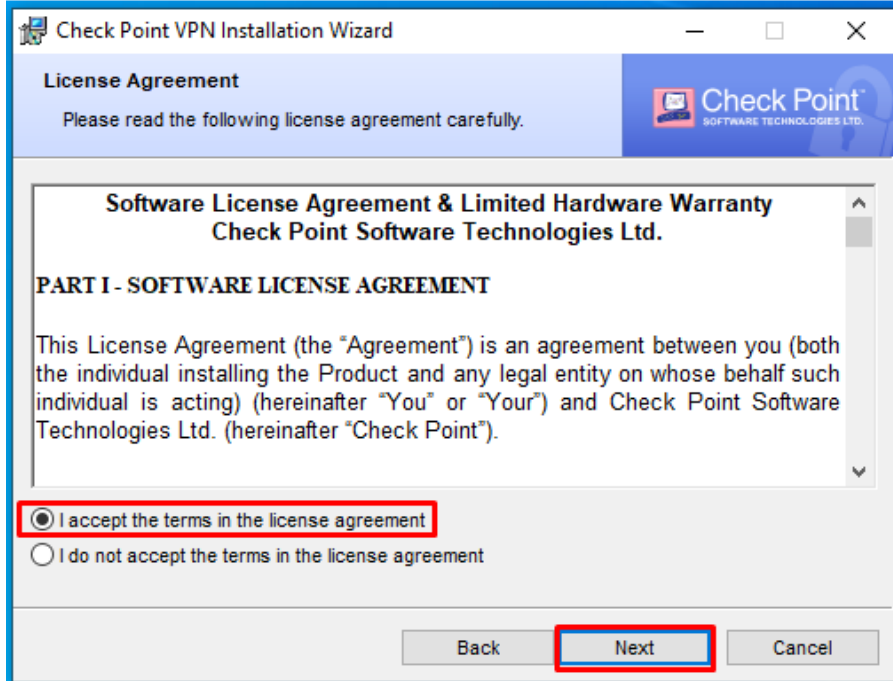 Check Point VPN Installation Wizard
License Agreement
Please read the following license agreement carefully.
Check Point
SOFTWARE TECHNOLOGIES LTD.
Software License Agreement & Limited Hardware Warranty
Check Point Software Technologies Ltd.
PART I - SOFTWARE LICENSE AGREEMENT
This License Agreement (the “Agreement”) is an agreement between you (both
the individual installing the Product and any legal entity on whose behalf such
individual is acting) (hereinafter “You” or “Your”) and Check Point Software
Technologies Ltd. (hereinafter “Check Point”).
I accept the terms in the license agreement
I do not accept the terms in the license agreement
Back Next Cancel